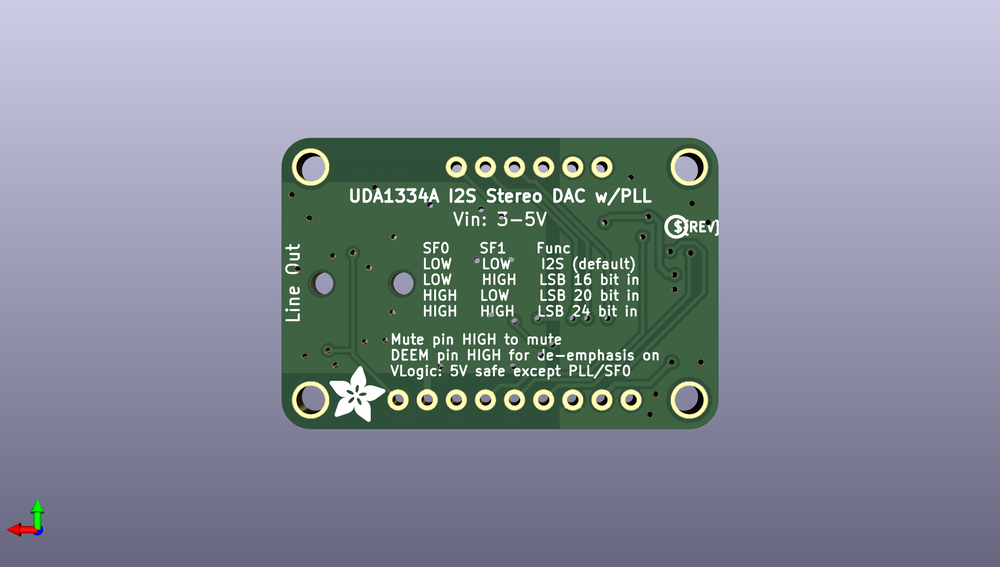 UDA1334A I2S Stereo DAC w/PLL
Vin: 3-5V
$[REV]
Line Out
SF0 SF1 Func
LOW LOW I2S (default)
LOW HIGH LSB 16 bit in
HIGH LOW LSB 20 bit in
HIGH HIGH LSB 24 bit in
Mute pin HIGH to mute
DEEM pin HIGH for de-emphasis on
VLogic: 5V safe except PLL/SF0